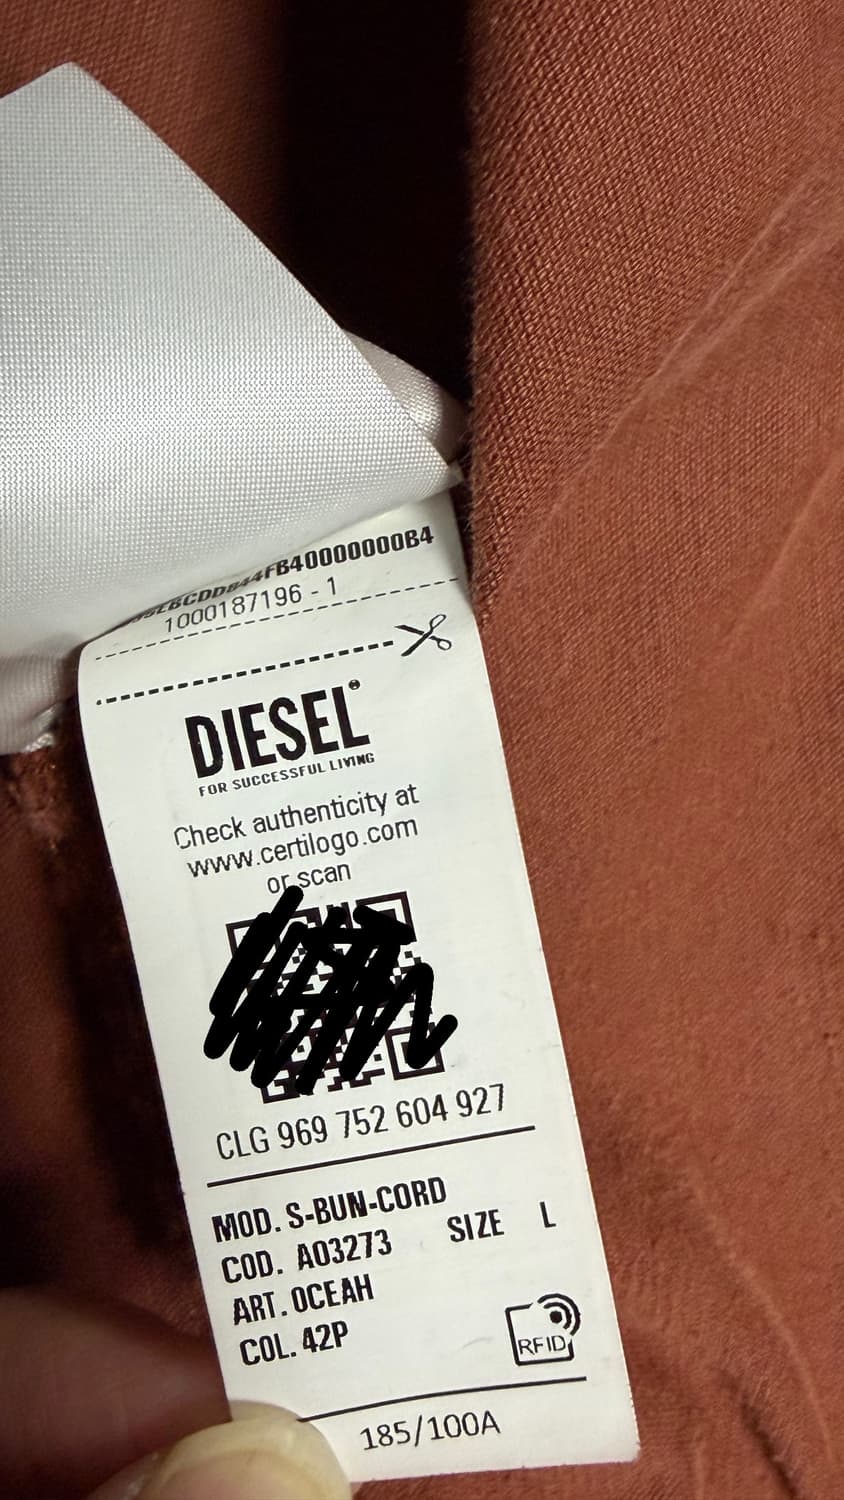 1000187196 - 1
DIESEL®
FOR SUCCESSFUL LIVING
Check authenticity at
www.certilogo.com
or scan
CLG 969 752 604 927
MOD. S-BUN-CORD
COD. A03273 SIZE L
ART. OCEAH
COL. 42P
RFID
185/100A